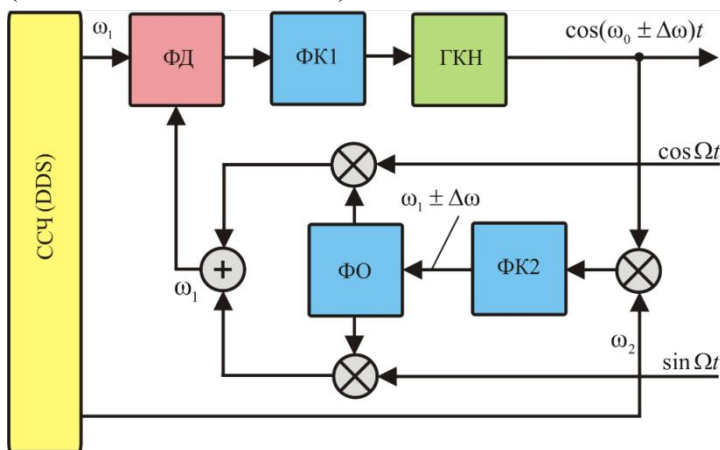 ω₁
ФД
ФК1
ГКН
cos(ω₀ ± Δω)t
ССЧ (DDS)
cos Ωt
ω₁ ± Δω
ФО
ФК2
+
ω₁
ω₂
sin Ωt